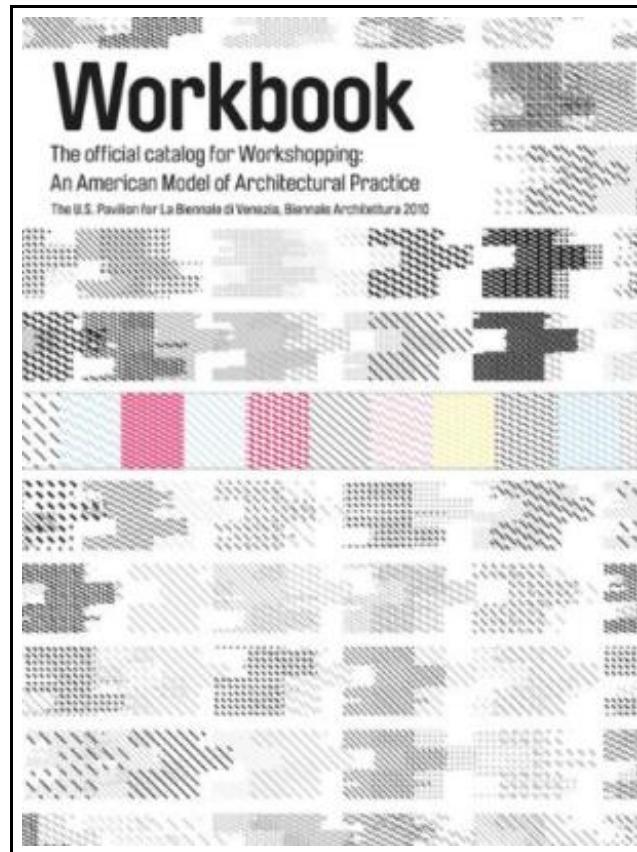 Workbook
The official catalog for Workshopping:
An American Model of Architectural Practice
The U.S. Pavilion for La Biennale di Venezia, Biennale Architettura 2010